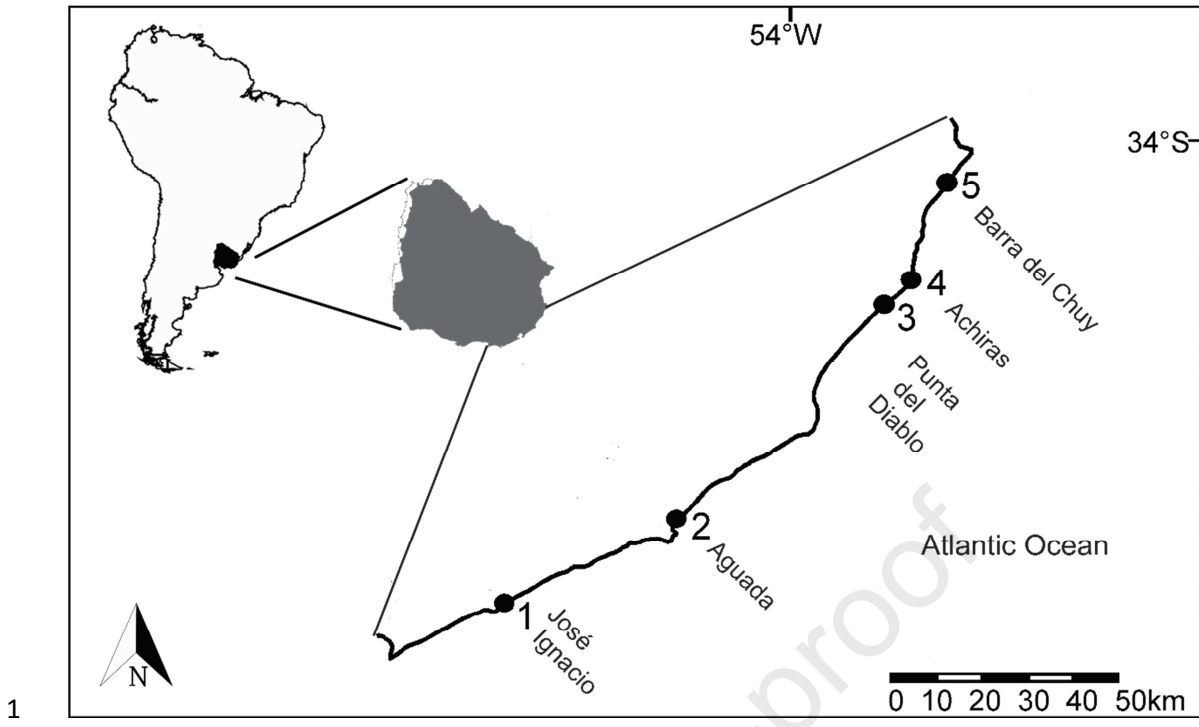 54°W
34°S
5
Barra del Chuy
4
Achiras
3
Punta
del
Diablo
2
Aguada
Atlantic Ocean
1
José
Ignacio
N
0 10 20 30 40 50km
1
proof